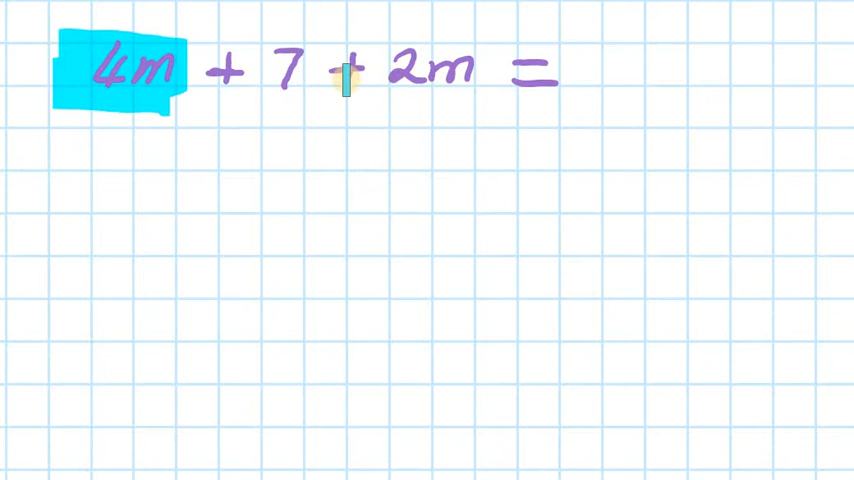 4m + 7 + 2m =